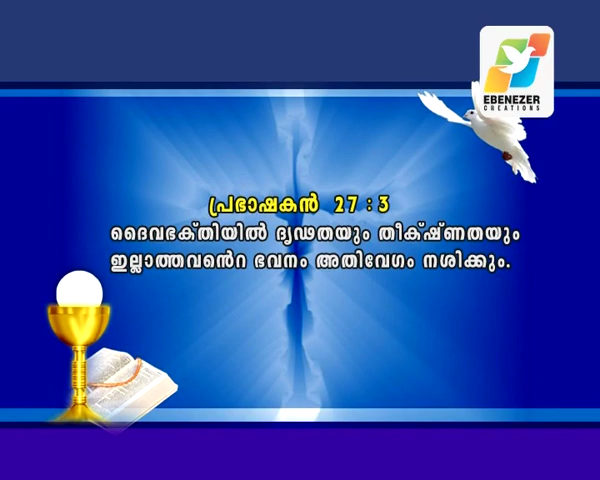 EBENEZER
CREATIONS
പ്രഭാഷകൻ 27 : 3
ദൈവഭക്തിയിൽ ദൃഢതയും തീക്ഷ്ണതയും
ഇല്ലാത്തവൻെറ ഭവനം അതിവേഗം നശിക്കും.